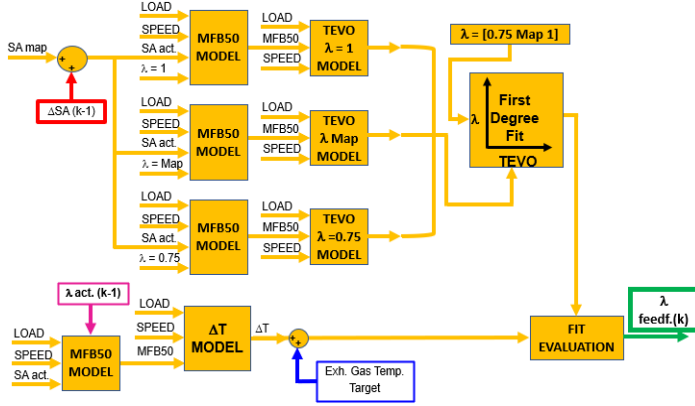 LOAD
SPEED
SA act.
λ = 1
MFB50
MODEL
LOAD
MFB50
SPEED
TEVO
λ = 1
MODEL
λ = [0.75 Map 1]
SA map
+
+
ΔSA (k-1)
LOAD
SPEED
SA act.
λ = Map
MFB50
MODEL
LOAD
MFB50
SPEED
TEVO
λ Map
MODEL
λ
First
Degree
Fit
TEVO
LOAD
SPEED
SA act.
λ = 0.75
MFB50
MODEL
LOAD
MFB50
SPEED
TEVO
λ =0.75
MODEL
λ act. (k-1)
LOAD
SPEED
SA act.
MFB50
MODEL
LOAD
SPEED
MFB50
ΔT
MODEL
ΔT
+
+
Exh. Gas Temp.
Target
FIT
EVALUATION
λ
feedf.(k)